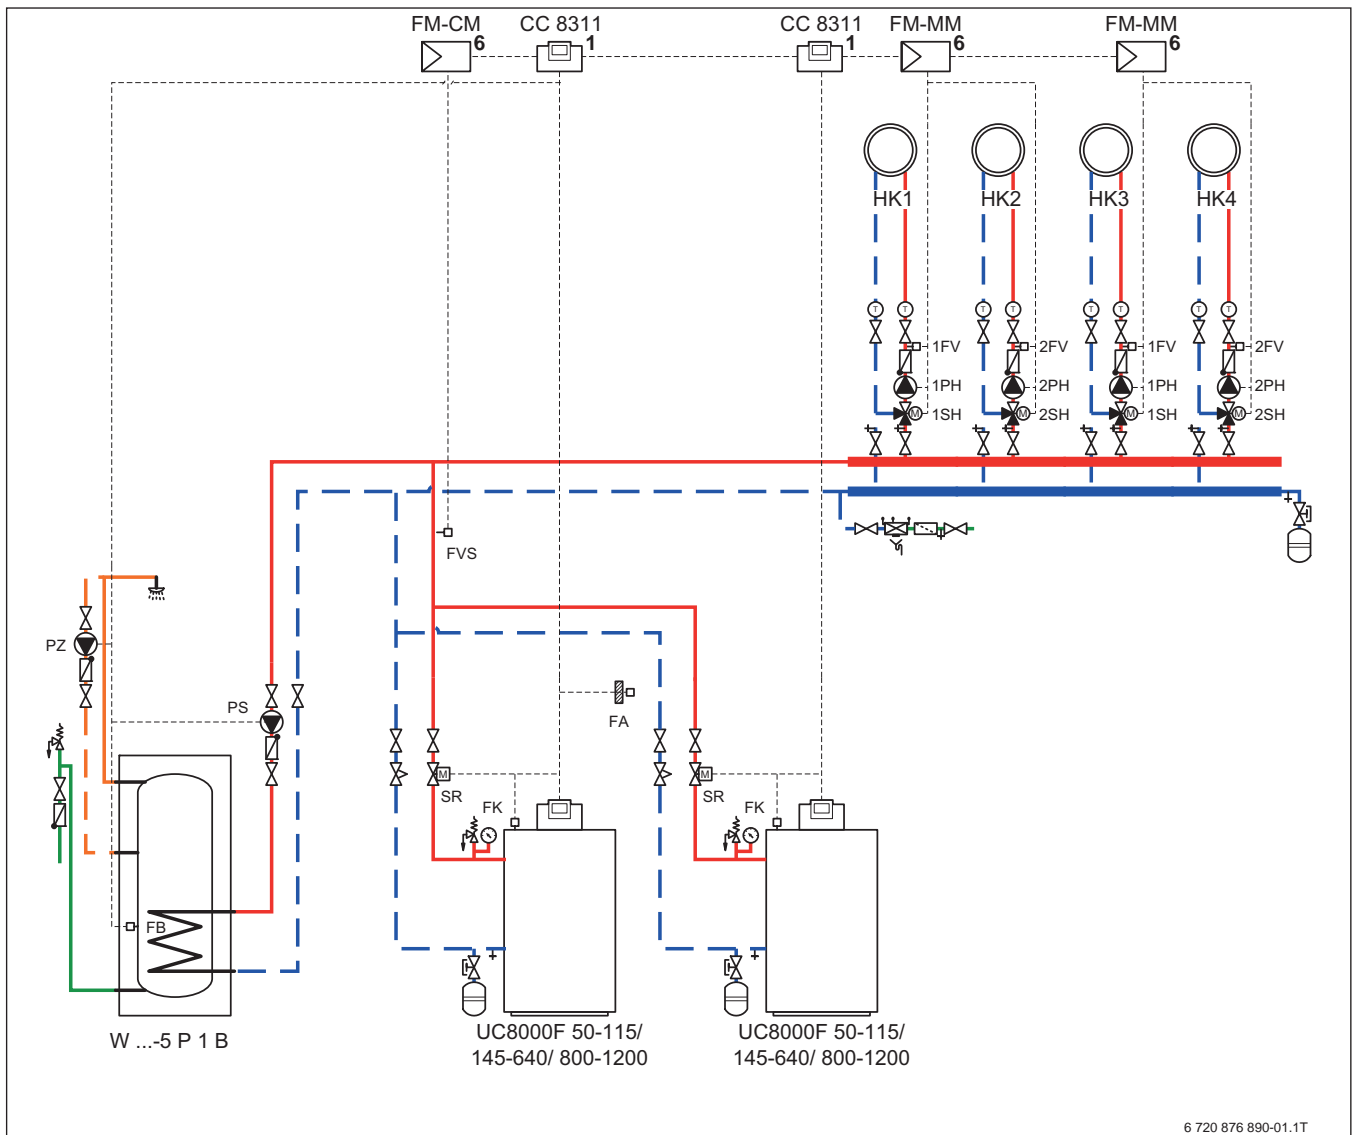 FM-CM
6
CC 8311
1
CC 8311
1
FM-MM
6
FM-MM
6
HK1
HK2
HK3
HK4
T
T
T
T
T
T
T
T
1FV
2FV
1FV
2FV
1PH
2PH
1PH
2PH
M
1SH
M
2SH
M
1SH
M
2SH
FVS
PZ
PS
FA
M
SR
M
SR
FK
FK
FB
W ...-5 P 1 B
UC8000F 50-115/
145-640/ 800-1200
UC8000F 50-115/
145-640/ 800-1200
6 720 876 890-01.1T